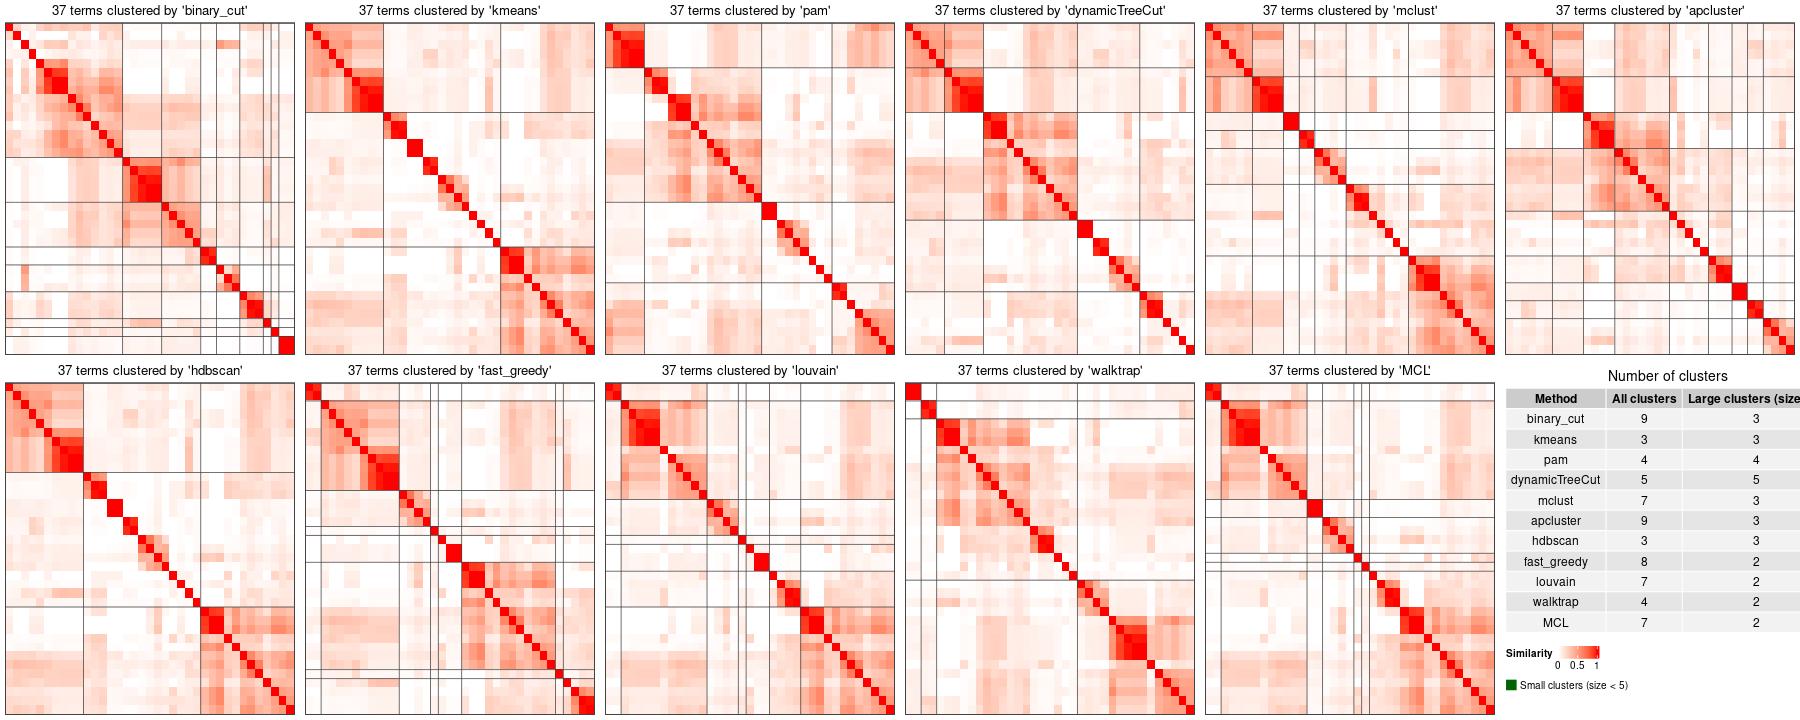 37 terms clustered by 'binary_cut'
37 terms clustered by 'kmeans'
37 terms clustered by 'pam'
37 terms clustered by 'dynamicTreeCut'
37 terms clustered by 'mclust'
37 terms clustered by 'apcluster'
37 terms clustered by 'hdbscan'
37 terms clustered by 'fast_greedy'
37 terms clustered by 'louvain'
37 terms clustered by 'walktrap'
37 terms clustered by 'MCL'
Number of clusters
Method All clusters Large clusters (size
binary_cut 9 3
kmeans 3 3
pam 4 4
dynamicTreeCut 5 5
mclust 7 3
apcluster 9 3
hdbscan 3 3
fast_greedy 8 2
louvain 7 2
walktrap 4 2
MCL 7 2
Similarity
0 0.5 1
Small clusters (size < 5)